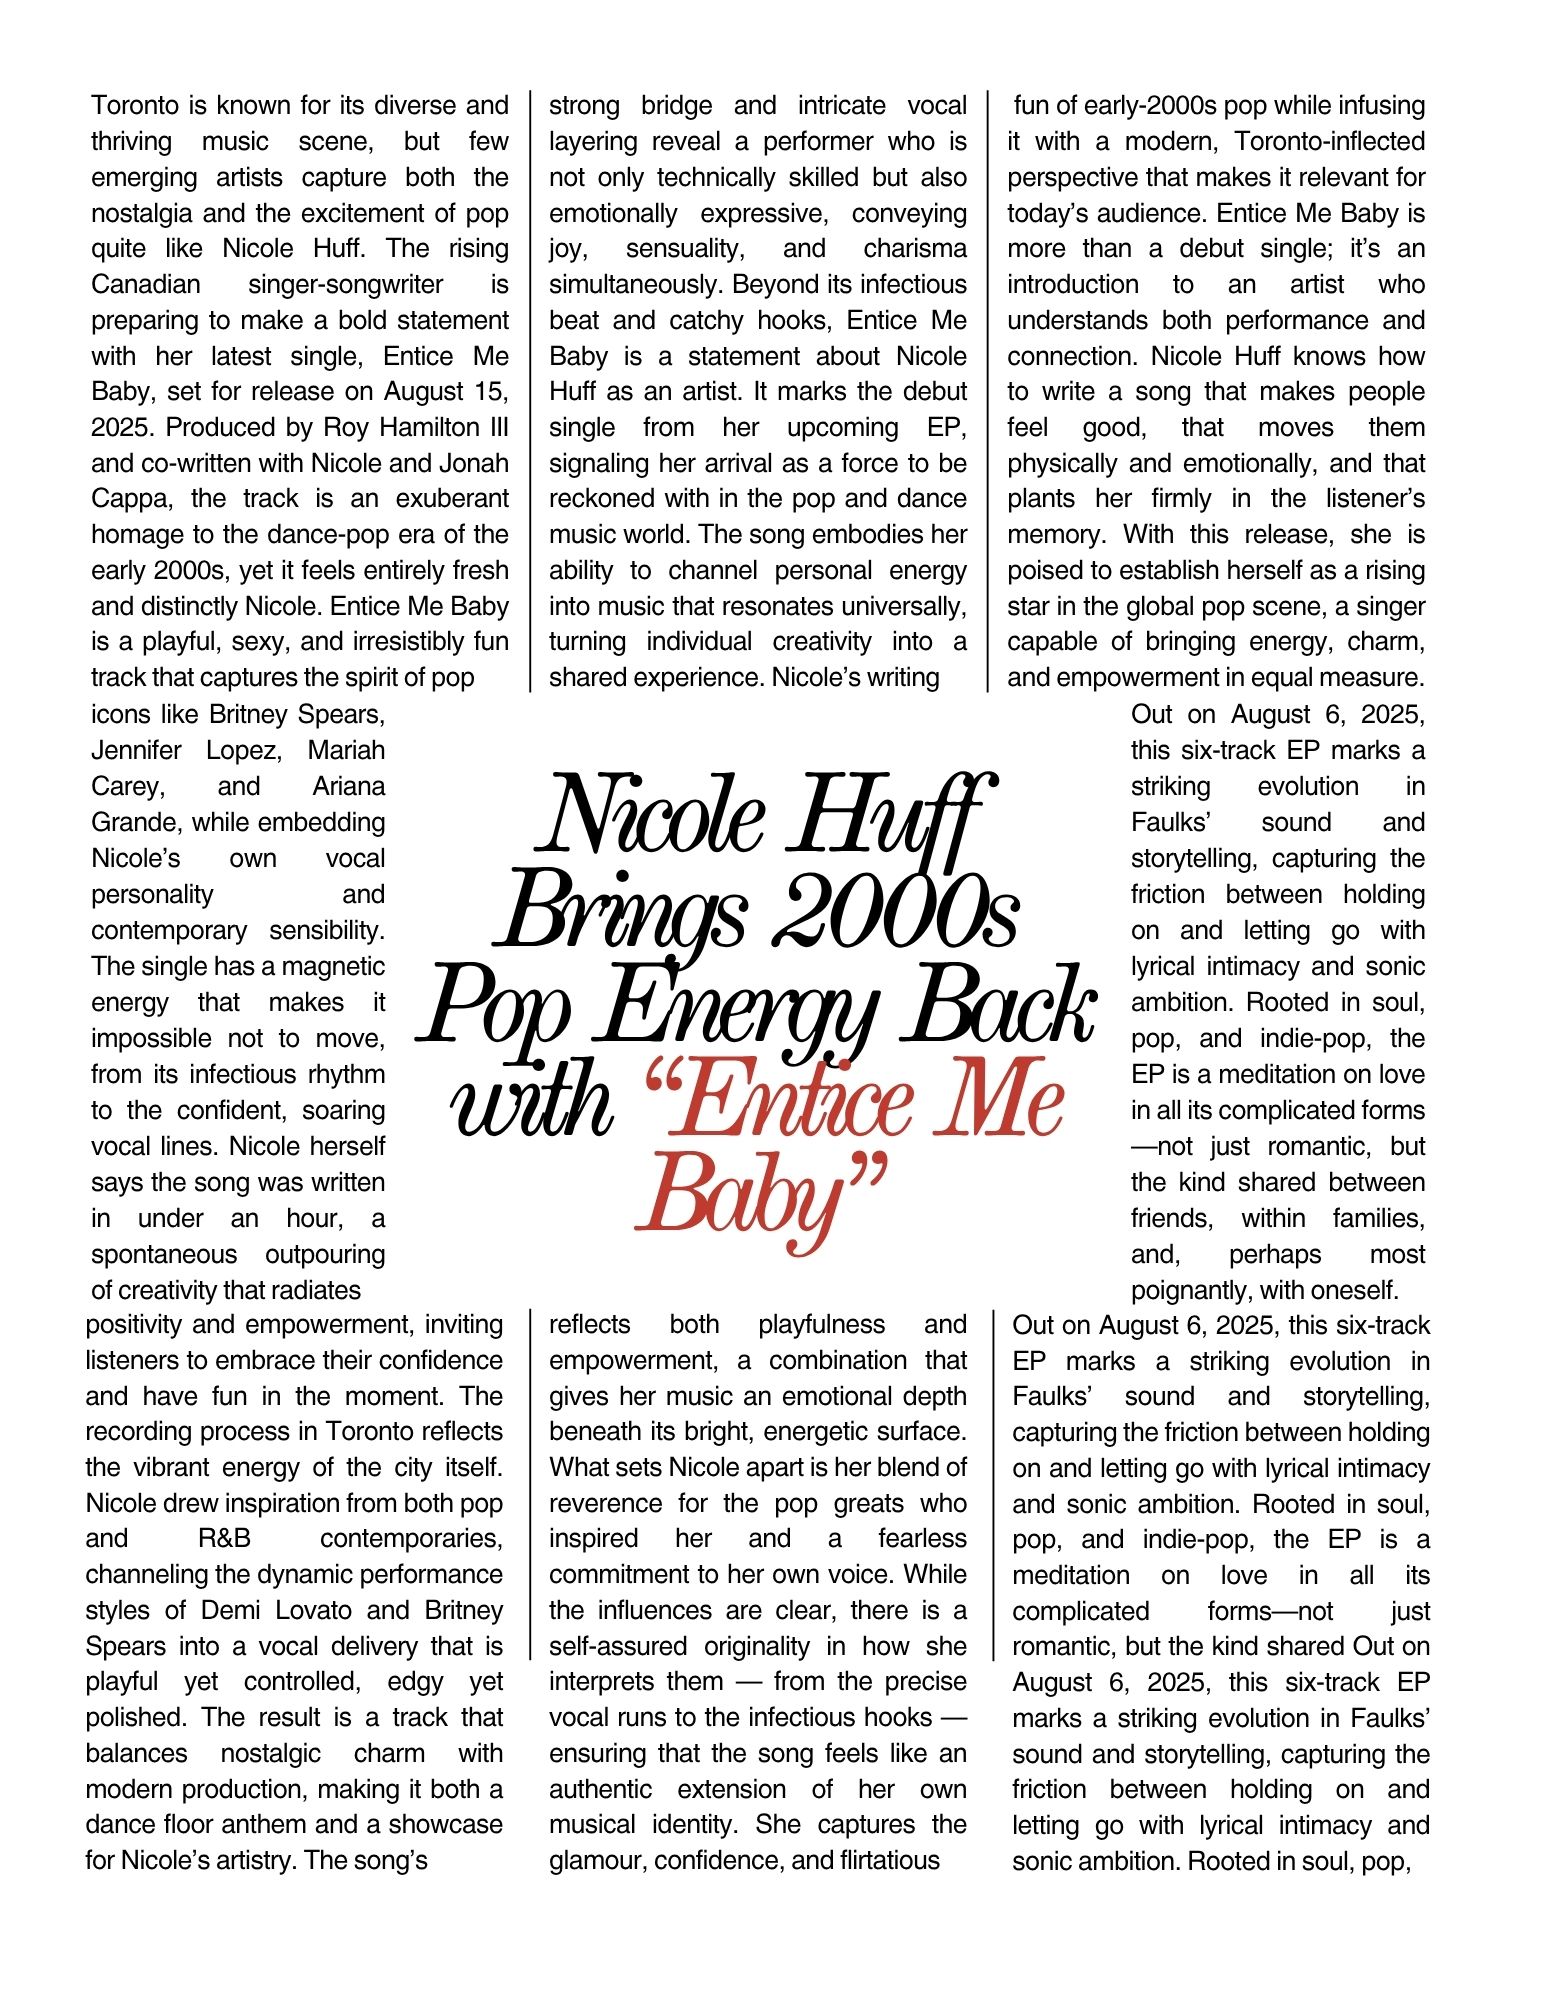 Toronto is known for its diverse and
thriving music scene, but few
emerging artists capture both the
nostalgia and the excitement of pop
quite like Nicole Huff. The rising
Canadian singer-songwriter is
preparing to make a bold statement
with her latest single, Entice Me
Baby, set for release on August 15,
2025. Produced by Roy Hamilton III
and co-written with Nicole and Jonah
Cappa, the track is an exuberant
homage to the dance-pop era of the
early 2000s, yet it feels entirely fresh
and distinctly Nicole. Entice Me Baby
is a playful, sexy, and irresistibly fun
track that captures the spirit of pop
icons like Britney Spears,
Jennifer Lopez, Mariah
Carey, and Ariana
Grande, while embedding
Nicole’s own vocal
personality and
contemporary sensibility.
The single has a magnetic
energy that makes it
impossible not to move,
from its infectious rhythm
to the confident, soaring
vocal lines. Nicole herself
says the song was written
in under an hour, a
spontaneous outpouring
of creativity that radiates
positivity and empowerment, inviting
listeners to embrace their confidence
and have fun in the moment. The
recording process in Toronto reflects
the vibrant energy of the city itself.
Nicole drew inspiration from both pop
and R&B contemporaries,
channeling the dynamic performance
styles of Demi Lovato and Britney
Spears into a vocal delivery that is
playful yet controlled, edgy yet
polished. The result is a track that
balances nostalgic charm with
modern production, making it both a
dance floor anthem and a showcase
for Nicole’s artistry. The song’s
strong bridge and intricate vocal
layering reveal a performer who is
not only technically skilled but also
emotionally expressive, conveying
joy, sensuality, and charisma
simultaneously. Beyond its infectious
beat and catchy hooks, Entice Me
Baby is a statement about Nicole
Huff as an artist. It marks the debut
single from her upcoming EP,
signaling her arrival as a force to be
reckoned with in the pop and dance
music world. The song embodies her
ability to channel personal energy
into music that resonates universally,
turning individual creativity into a
shared experience. Nicole’s writing
Nicole Huff
Brings 2000s
Pop Energy Back
with “Entice Me
Baby”
reflects both playfulness and
empowerment, a combination that
gives her music an emotional depth
beneath its bright, energetic surface.
What sets Nicole apart is her blend of
reverence for the pop greats who
inspired her and a fearless
commitment to her own voice. While
the influences are clear, there is a
self-assured originality in how she
interprets them — from the precise
vocal runs to the infectious hooks —
ensuring that the song feels like an
authentic extension of her own
musical identity. She captures the
glamour, confidence, and flirtatious
fun of early-2000s pop while infusing
it with a modern, Toronto-inflected
perspective that makes it relevant for
today’s audience. Entice Me Baby is
more than a debut single; it’s an
introduction to an artist who
understands both performance and
connection. Nicole Huff knows how
to write a song that makes people
feel good, that moves them
physically and emotionally, and that
plants her firmly in the listener’s
memory. With this release, she is
poised to establish herself as a rising
star in the global pop scene, a singer
capable of bringing energy, charm,
and empowerment in equal measure.
Out on August 6, 2025,
this six-track EP marks a
striking evolution in
Faulks’ sound and
storytelling, capturing the
friction between holding
on and letting go with
lyrical intimacy and sonic
ambition. Rooted in soul,
pop, and indie-pop, the
EP is a meditation on love
in all its complicated forms
—not just romantic, but
the kind shared between
friends, within families,
and, perhaps most
poignantly, with oneself.
Out on August 6, 2025, this six-track
EP marks a striking evolution in
Faulks’ sound and storytelling,
capturing the friction between holding
on and letting go with lyrical intimacy
and sonic ambition. Rooted in soul,
pop, and indie-pop, the EP is a
meditation on love in all its
complicated forms—not just
romantic, but the kind shared Out on
August 6, 2025, this six-track EP
marks a striking evolution in Faulks’
sound and storytelling, capturing the
friction between holding on and
letting go with lyrical intimacy and
sonic ambition. Rooted in soul, pop,